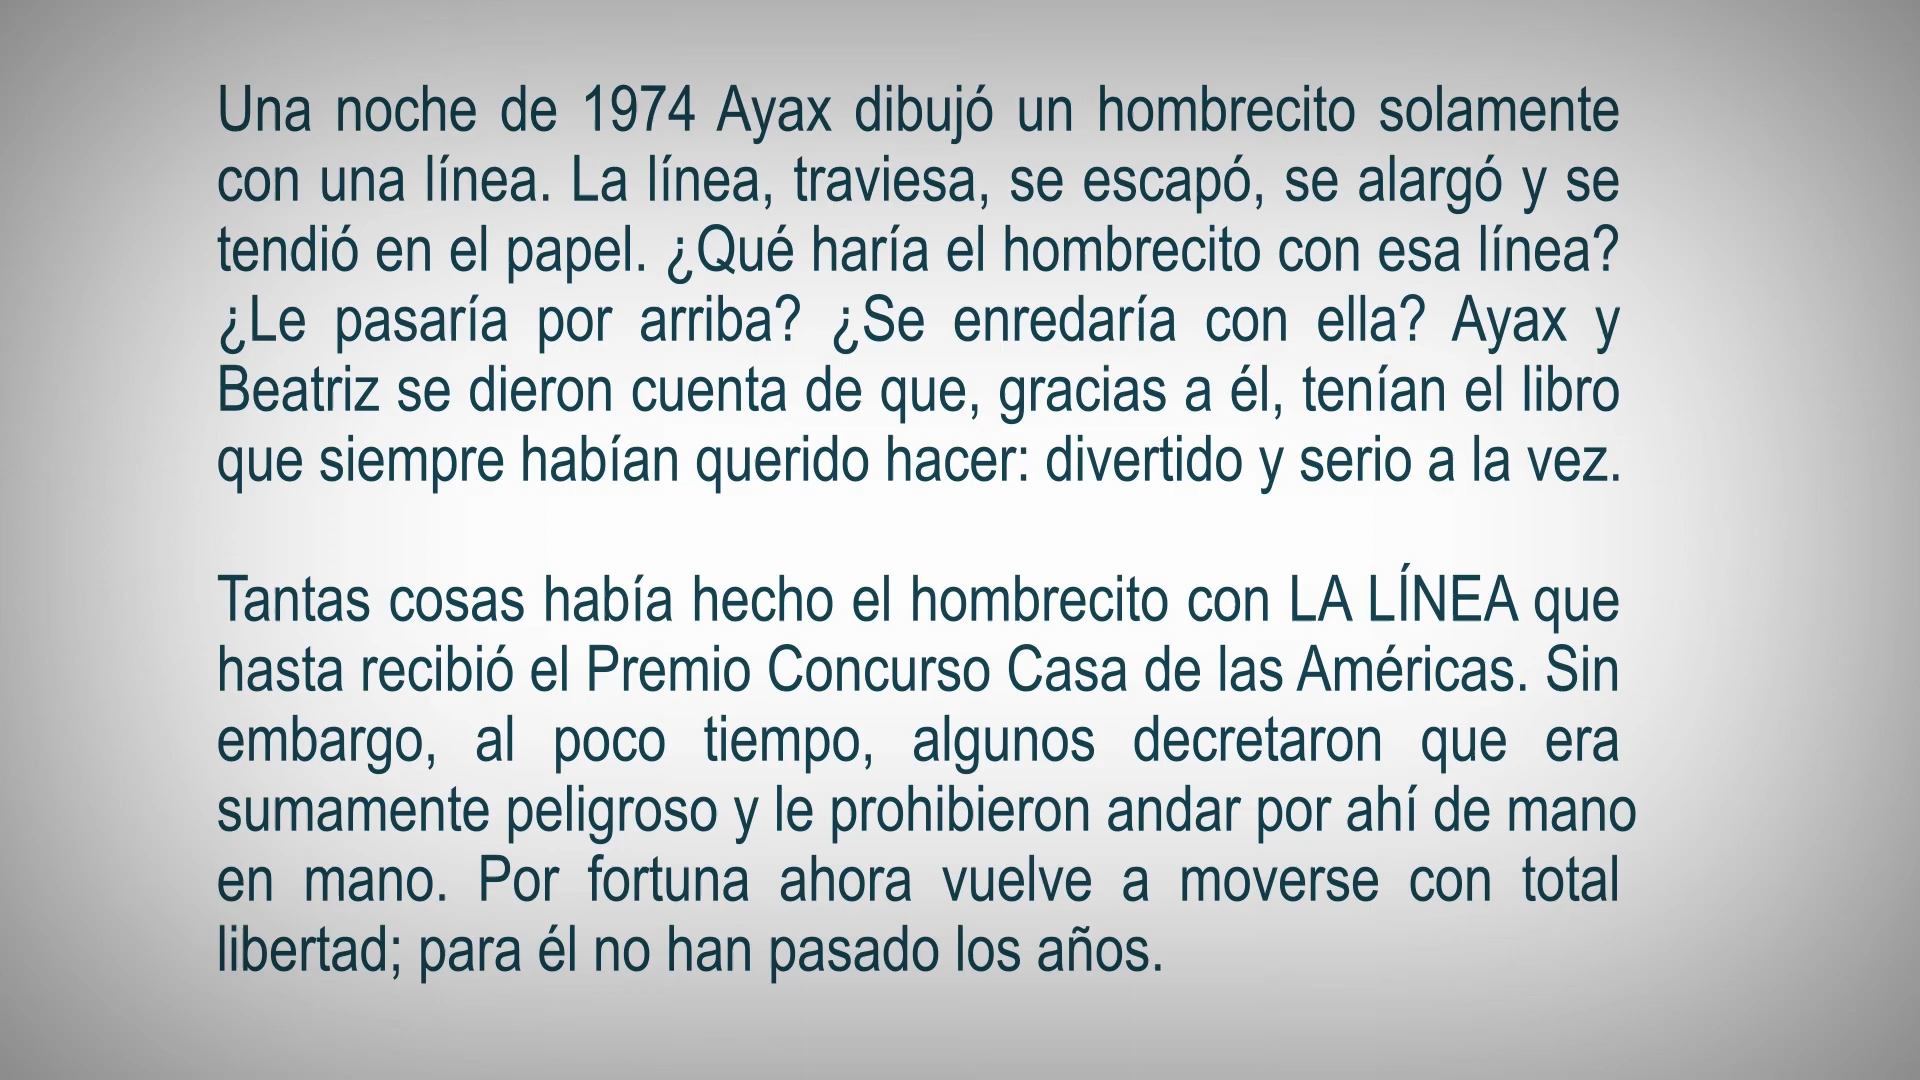 Una noche de 1974 Ayax dibujó un hombrecito solamente
con una línea. La línea, traviesa, se escapó, se alargó y se
tendió en el papel. ¿Qué haría el hombrecito con esa línea?
¿Le pasaría por arriba? ¿Se enredaría con ella? Ayax y
Beatriz se dieron cuenta de que, gracias a él, tenían el libro
que siempre habían querido hacer: divertido y serio a la vez.
Tantas cosas había hecho el hombrecito con LA LÍNEA que
hasta recibió el Premio Concurso Casa de las Américas. Sin
embargo, al poco tiempo, algunos decretaron que era
sumamente peligroso y le prohibieron andar por ahí de mano
en mano. Por fortuna ahora vuelve a moverse con total
libertad; para él no han pasado los años.